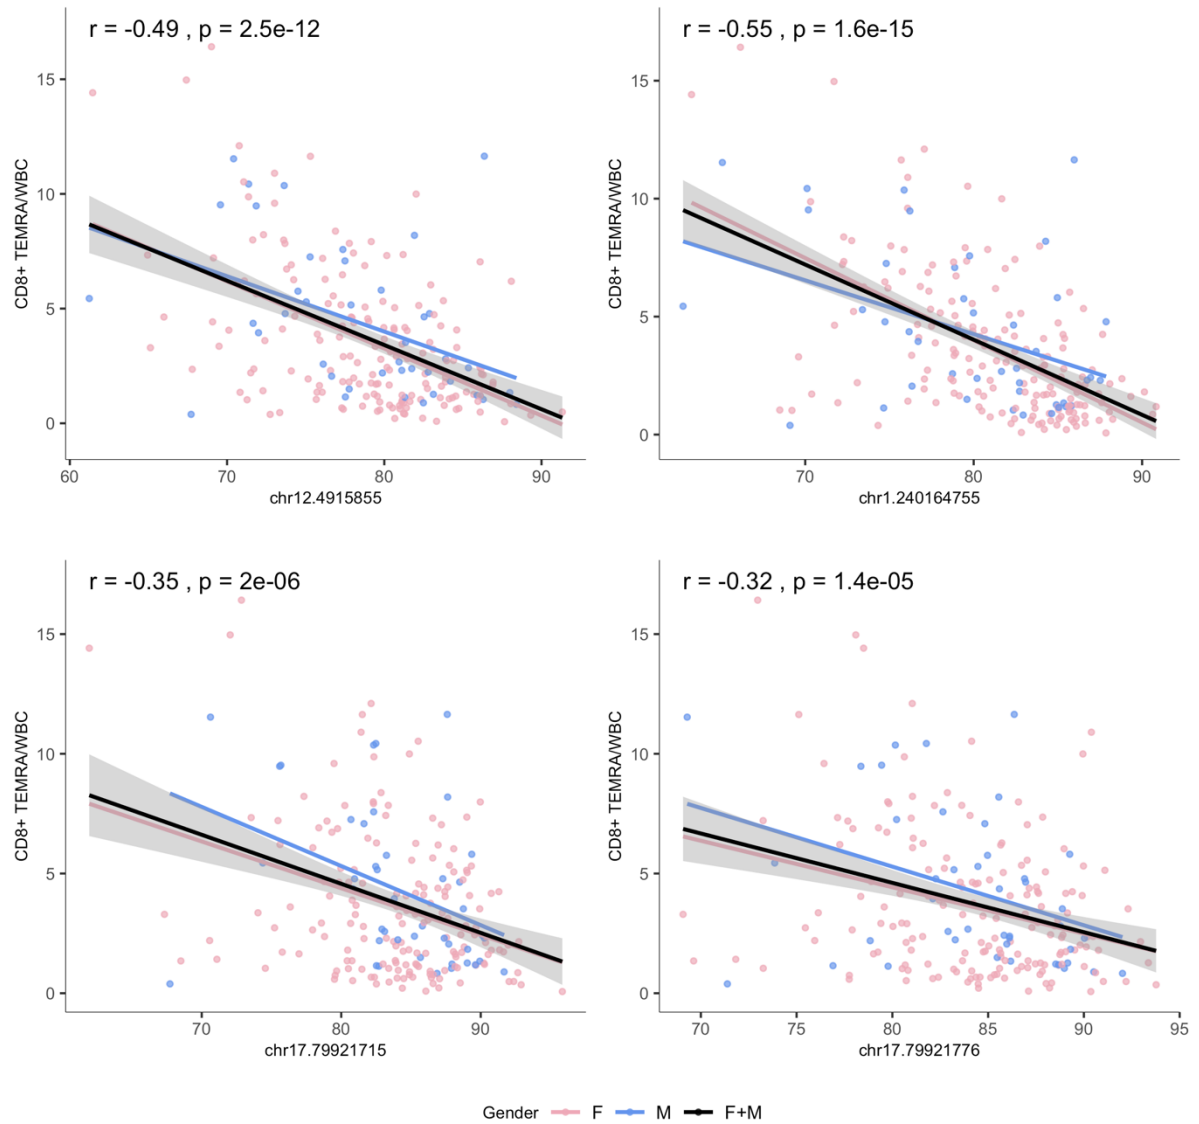 r = -0.49 , p = 2.5e-12
CD8+ TEMRA/WBC
15
10
5
0
60 70 80 90
chr12.4915855
r = -0.55 , p = 1.6e-15
CD8+ TEMRA/WBC
15
10
5
0
70 80 90
chr1.240164755
r = -0.35 , p = 2e-06
CD8+ TEMRA/WBC
15
10
5
0
70 80 90
chr17.79921715
r = -0.32 , p = 1.4e-05
CD8+ TEMRA/WBC
15
10
5
0
70 75 80 85 90 95
chr17.79921776
Gender F M F+M